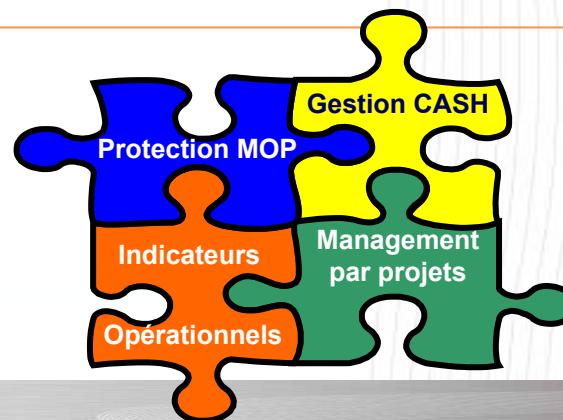 Gestion CASH
Protection MOP
Indicateurs
Opérationnels
Management
par projets